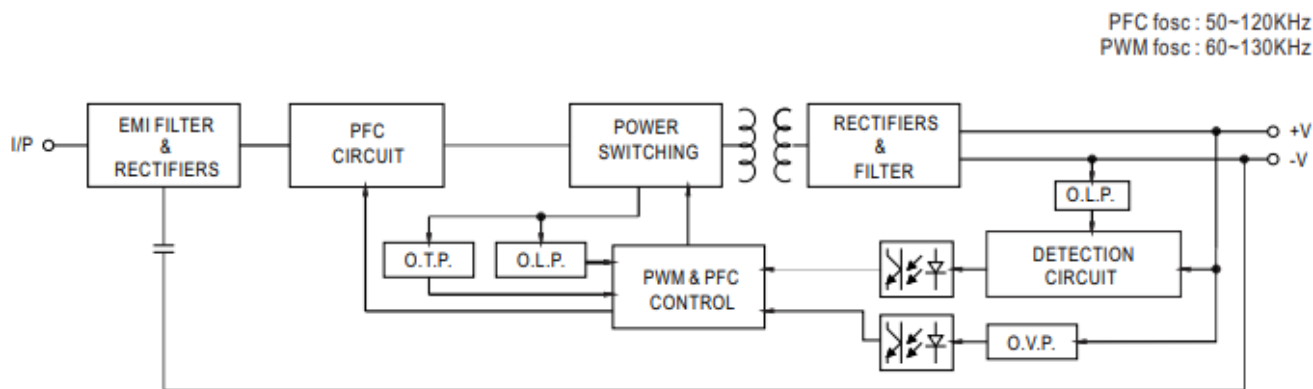 PFC fosc : 50~120KHz
PWM fosc : 60~130KHz
I/P
EMI FILTER
&
RECTIFIERS
PFC
CIRCUIT
POWER
SWITCHING
RECTIFIERS
&
FILTER
+V
-V
O.L.P.
O.T.P.
O.L.P.
PWM & PFC
CONTROL
DETECTION
CIRCUIT
O.V.P.